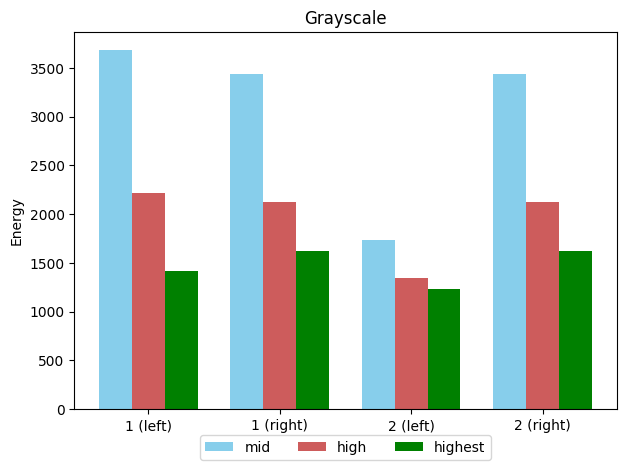 Grayscale
Energy
3500
3000
2500
2000
1500
1000
500
0
1 (left) 1 (right) 2 (left) 2 (right)
mid high highest